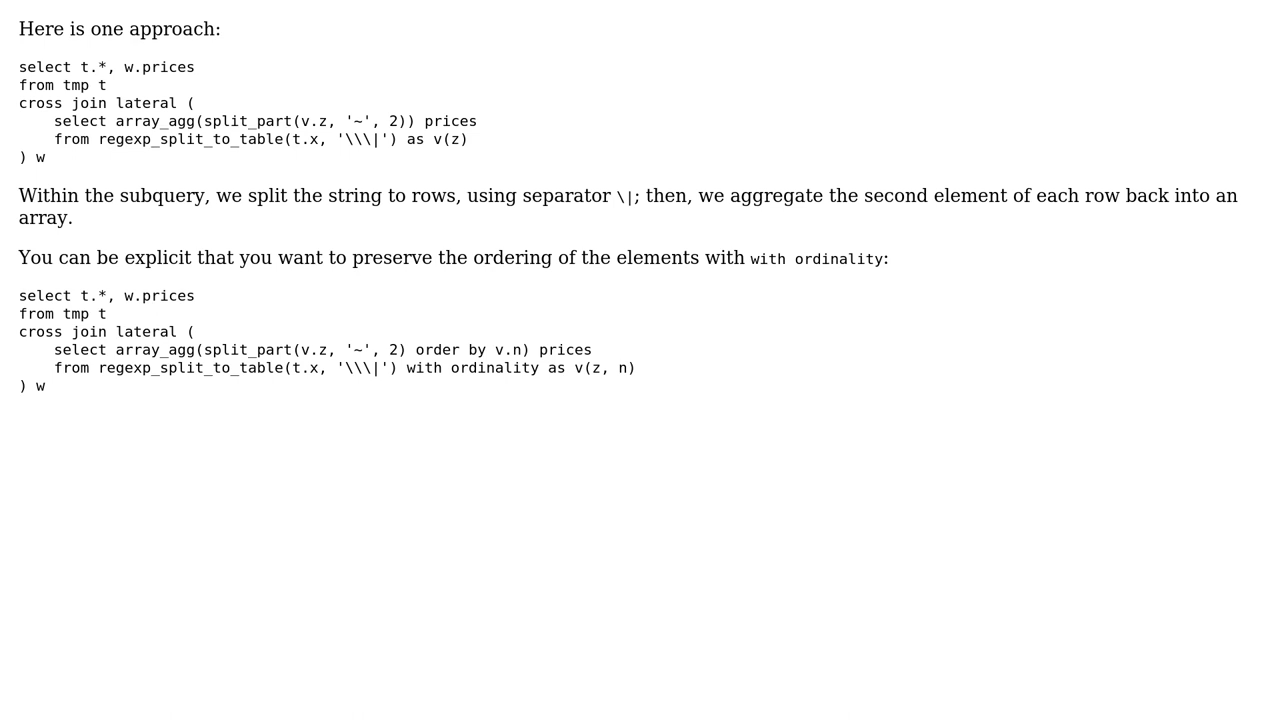 Here is one approach:
select t.*, w.prices
from tmp t
cross join lateral (
    select array_agg(split_part(v.z, '~', 2)) prices
    from regexp_split_to_table(t.x, '\\\|') as v(z)
) w
Within the subquery, we split the string to rows, using separator \|; then, we aggregate the second element of each row back into an
array.
You can be explicit that you want to preserve the ordering of the elements with with ordinality:
select t.*, w.prices
from tmp t
cross join lateral (
    select array_agg(split_part(v.z, '~', 2) order by v.n) prices
    from regexp_split_to_table(t.x, '\\\|') with ordinality as v(z, n)
) w